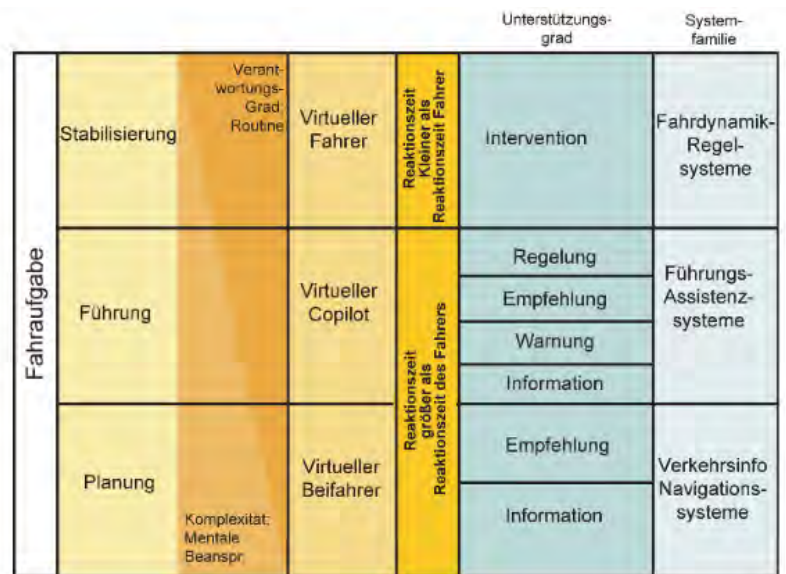 Unterstützungs-
grad
System-
familie
Fahraufgabe
Stabilisierung
Verant-
wortungs-
Grad;
Routine
Virtueller
Fahrer
Reaktionszeit
Kleiner als
Reaktionszeit Fahrer
Intervention
Fahrdynamik-
Regel-
systeme
Führung
Virtueller
Copilot
Reaktionszeit
größer als
Reaktionszeit des Fahrers
Regelung
Empfehlung
Warnung
Information
Führungs-
Assistenz-
systeme
Planung
Komplexität;
Mentale
Beanspr.
Virtueller
Beifahrer
Empfehlung
Information
Verkehrsinfo
Navigations-
systeme